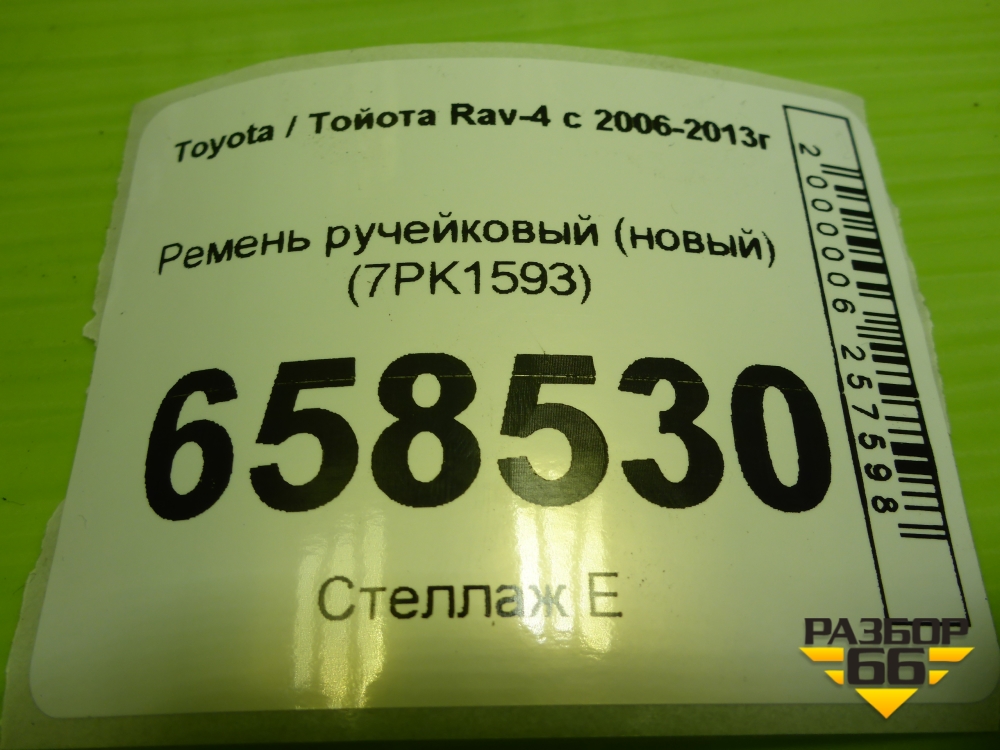 Toyota / Тойота Rav-4 с 2006-2013г
Ремень ручейковый (новый)
(7PK1593)
658530
Стеллаж Е
2000006257598
РАЗБОР
66